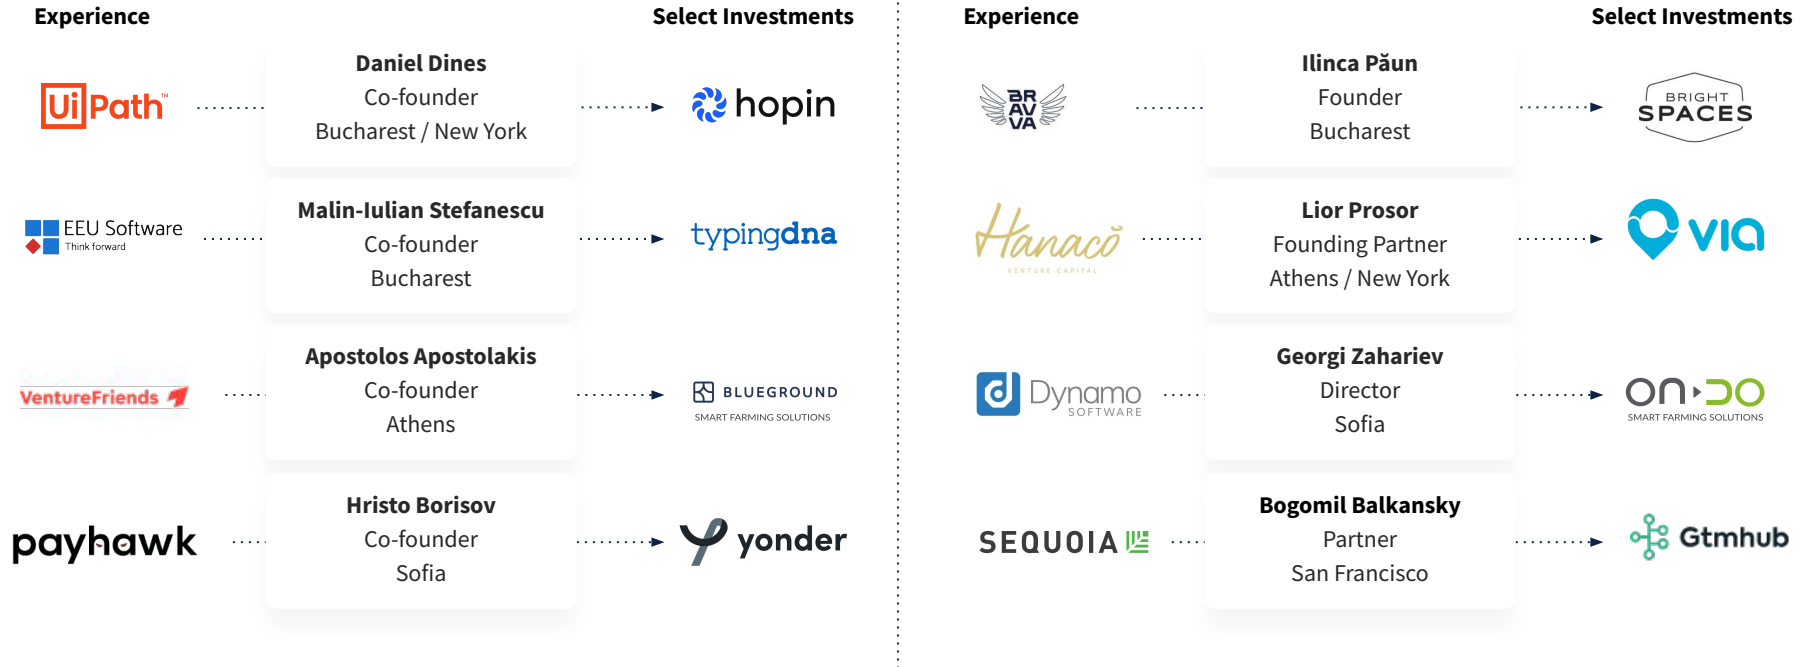 Experience
Select Investments
UiPath™
Daniel Dines
Co-founder
Bucharest / New York
hopin
EEU Software
Think forward
Malin-Iulian Stefanescu
Co-founder
Bucharest
typingdna
VentureFriends
Apostolos Apostolakis
Co-founder
Athens
BLUEGROUND
SMART FARMING SOLUTIONS
payhawk
Hristo Borisov
Co-founder
Sofia
yonder
Experience
Select Investments
BR
AV
VA
Ilinca Păun
Founder
Bucharest
BRIGHT
SPACES
Hanacŏ
VENTURE CAPITAL
Lior Prosor
Founding Partner
Athens / New York
via
Dynamo
SOFTWARE
Georgi Zahariev
Director
Sofia
ONDO
SMART FARMING SOLUTIONS
SEQUOIA
Bogomil Balkansky
Partner
San Francisco
Gtmhub